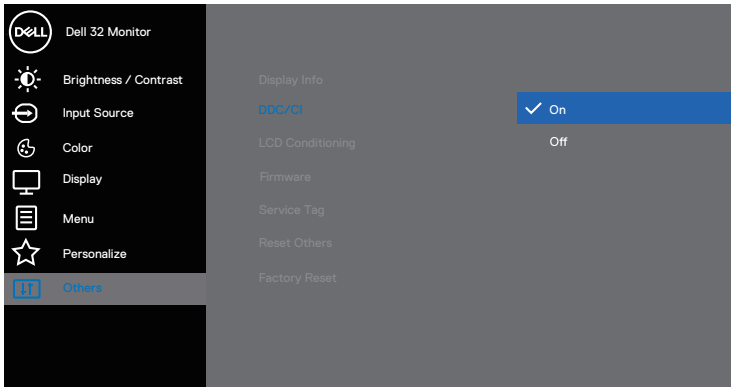 DELL
Dell 32 Monitor
Brightness / Contrast
Input Source
Color
Display
Menu
Personalize
Others
Display Info
DDC/CI
LCD Conditioning
Firmware
Service Tag
Reset Others
Factory Reset
On
Off